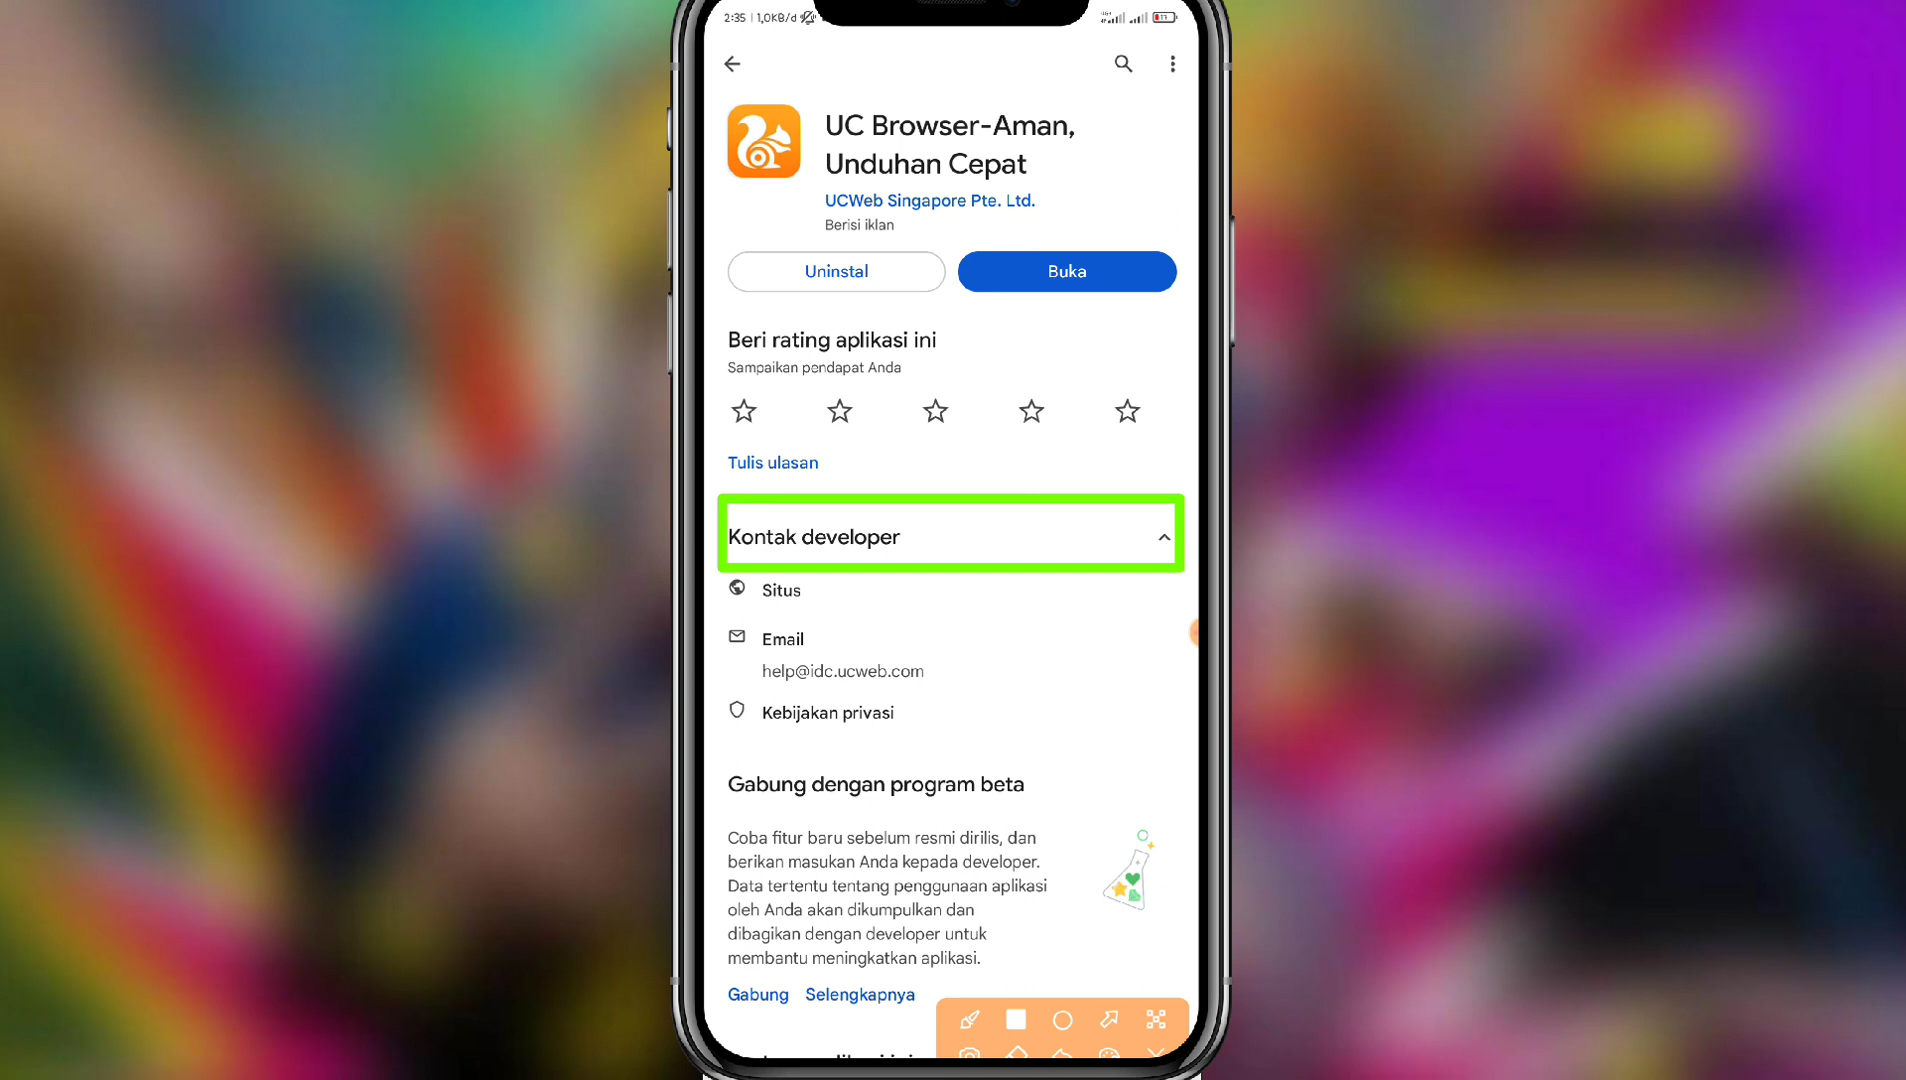 2:35 | 1,0KB/d
UC Browser-Aman,
Unduhan Cepat
UCWeb Singapore Pte. Ltd.
Berisi iklan
Uninstal
Buka
Beri rating aplikasi ini
Sampaikan pendapat Anda
Tulis ulasan
Kontak developer
Situs
Email
help@idc.ucweb.com
Kebijakan privasi
Gabung dengan program beta
Coba fitur baru sebelum resmi dirilis, dan
berikan masukan Anda kepada developer.
Data tertentu tentang penggunaan aplikasi
oleh Anda akan dikumpulkan dan
dibagikan dengan developer untuk
membantu meningkatkan aplikasi.
Gabung
Selengkapnya